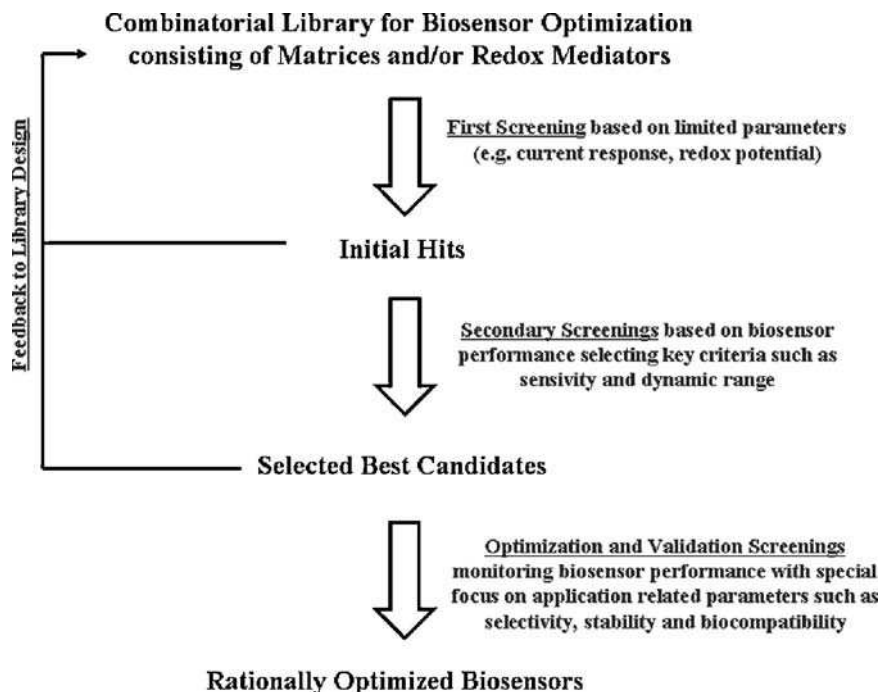 Combinatorial Library for Biosensor Optimization
consisting of Matrices and/or Redox Mediators
First Screening based on limited parameters
(e.g. current response, redox potential)
Feedback to Library Design
Initial Hits
Secondary Screenings based on biosensor
performance selecting key criteria such as
sensivity and dynamic range
Selected Best Candidates
Optimization and Validation Screenings
monitoring biosensor performance with special
focus on application related parameters such as
selectivity, stability and biocompatibility
Rationally Optimized Biosensors